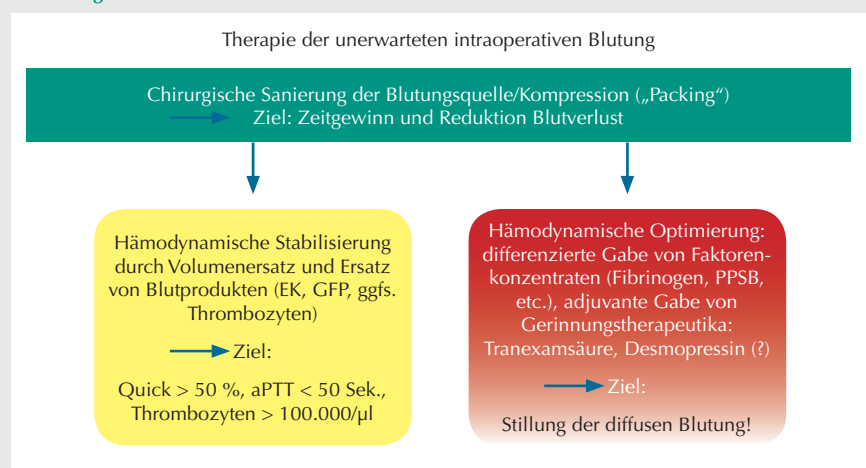 Therapie der unerwarteten intraoperativen Blutung
Chirurgische Sanierung der Blutungsquelle/Kompression („Packing“)
Ziel: Zeitgewinn und Reduktion Blutverlust
Hämodynamische Stabilisierung
durch Volumenersatz und Ersatz
von Blutprodukten (EK, GFP, ggfs.
Thrombozyten)
Ziel:
Quick > 50 %, aPTT < 50 Sek.,
Thrombozyten > 100.000/µl
Hämodynamische Optimierung:
differenzierte Gabe von Faktoren-
konzentraten (Fibrinogen, PPSB,
etc.), adjuvante Gabe von
Gerinnungstherapeutika:
Tranexamsäure, Desmopressin (?)
Ziel:
Stillung der diffusen Blutung!